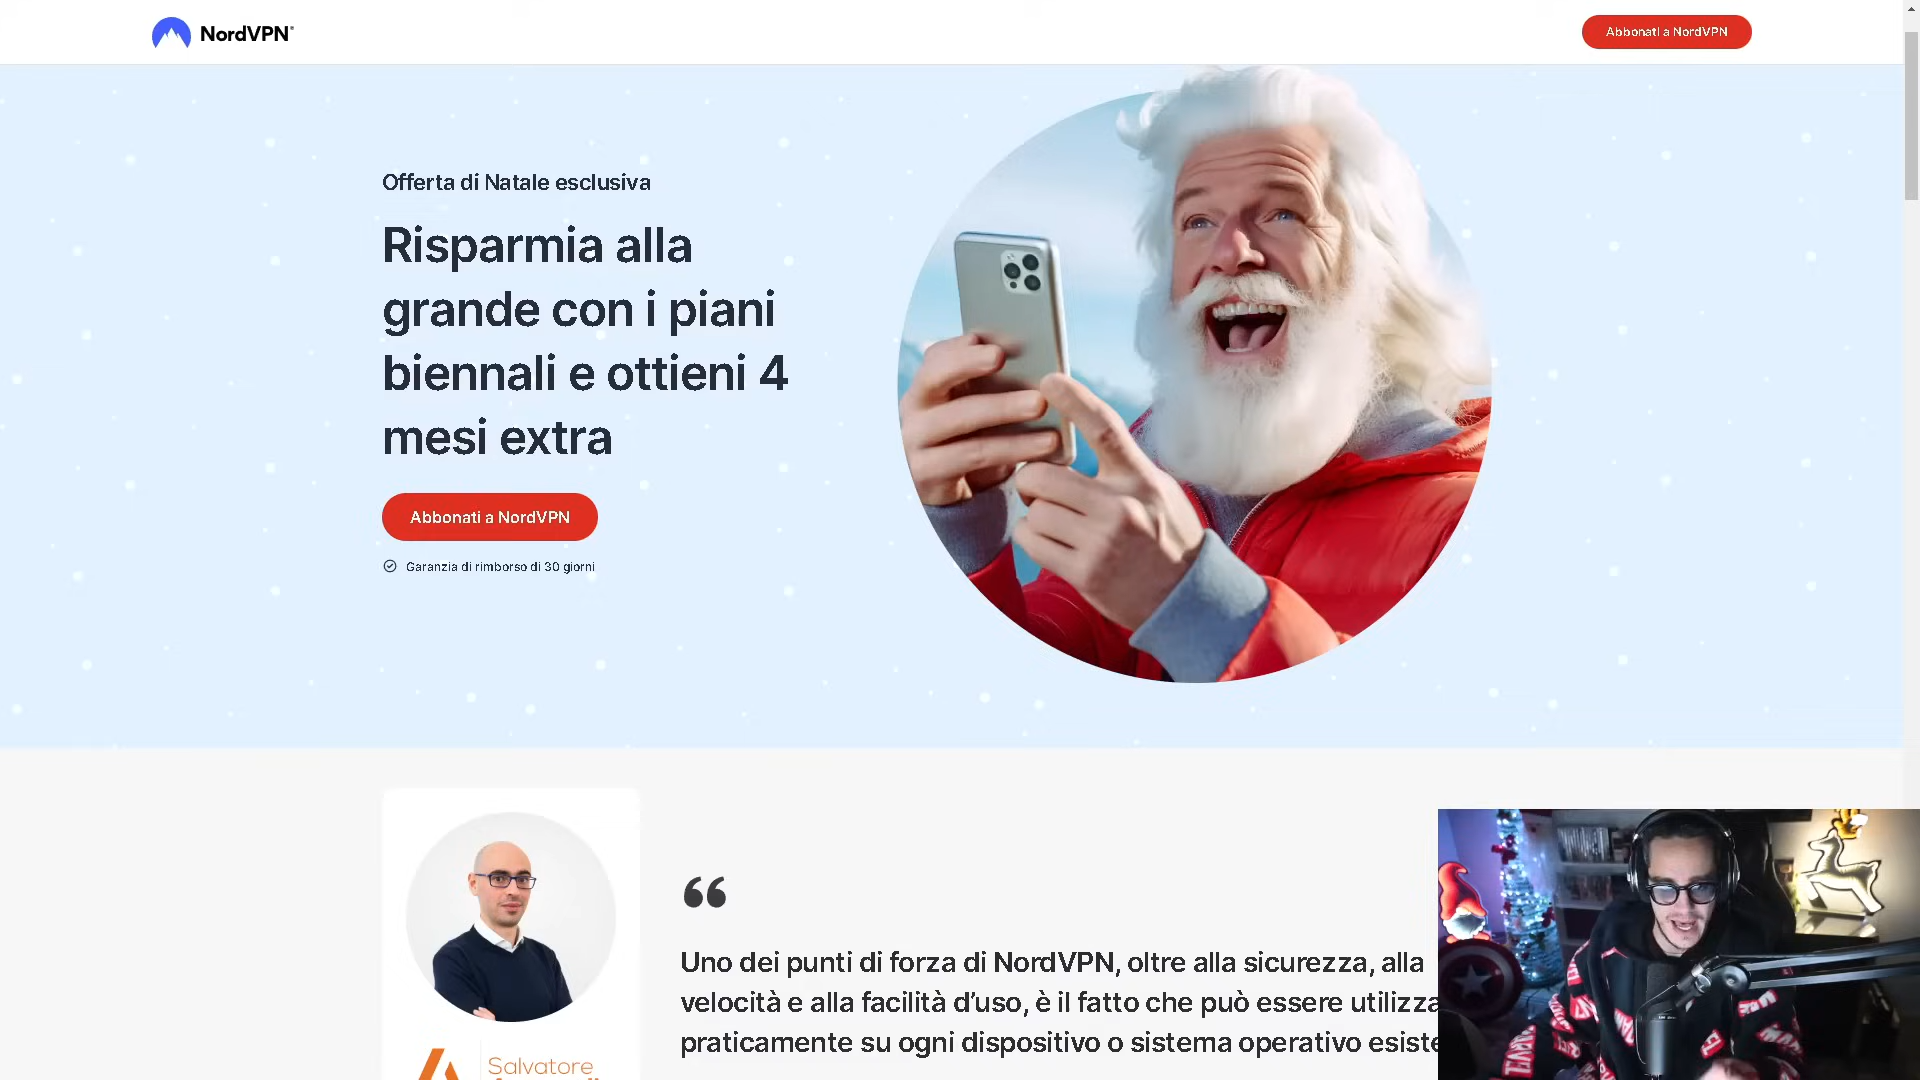 NordVPN®
Abbonati a NordVPN
Offerta di Natale esclusiva
Risparmia alla
grande con i piani
biennali e ottieni 4
mesi extra
Abbonati a NordVPN
Garanzia di rimborso di 30 giorni
“
Uno dei punti di forza di NordVPN, oltre alla sicurezza, alla
velocità e alla facilità d’uso, è il fatto che può essere
praticamente su ogni dispositivo o sistema operativo
Salvatore